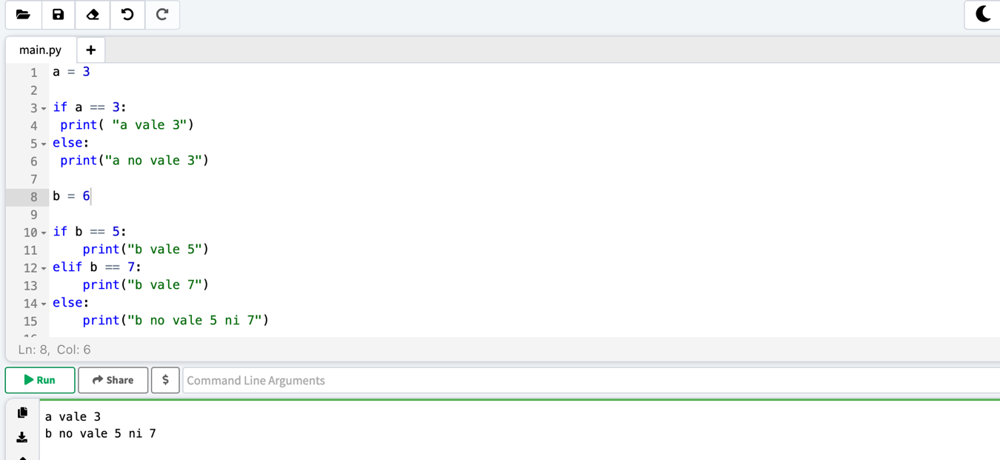 main.py +
1 a = 3
2
3 if a == 3:
4 print( "a vale 3")
5 else:
6 print("a no vale 3")
7
8 b = 6
9
10 if b == 5:
11 print("b vale 5")
12 elif b == 7:
13 print("b vale 7")
14 else:
15 print("b no vale 5 ni 7")
Ln: 8, Col: 6
Run Share $ Command Line Arguments
a vale 3
b no vale 5 ni 7